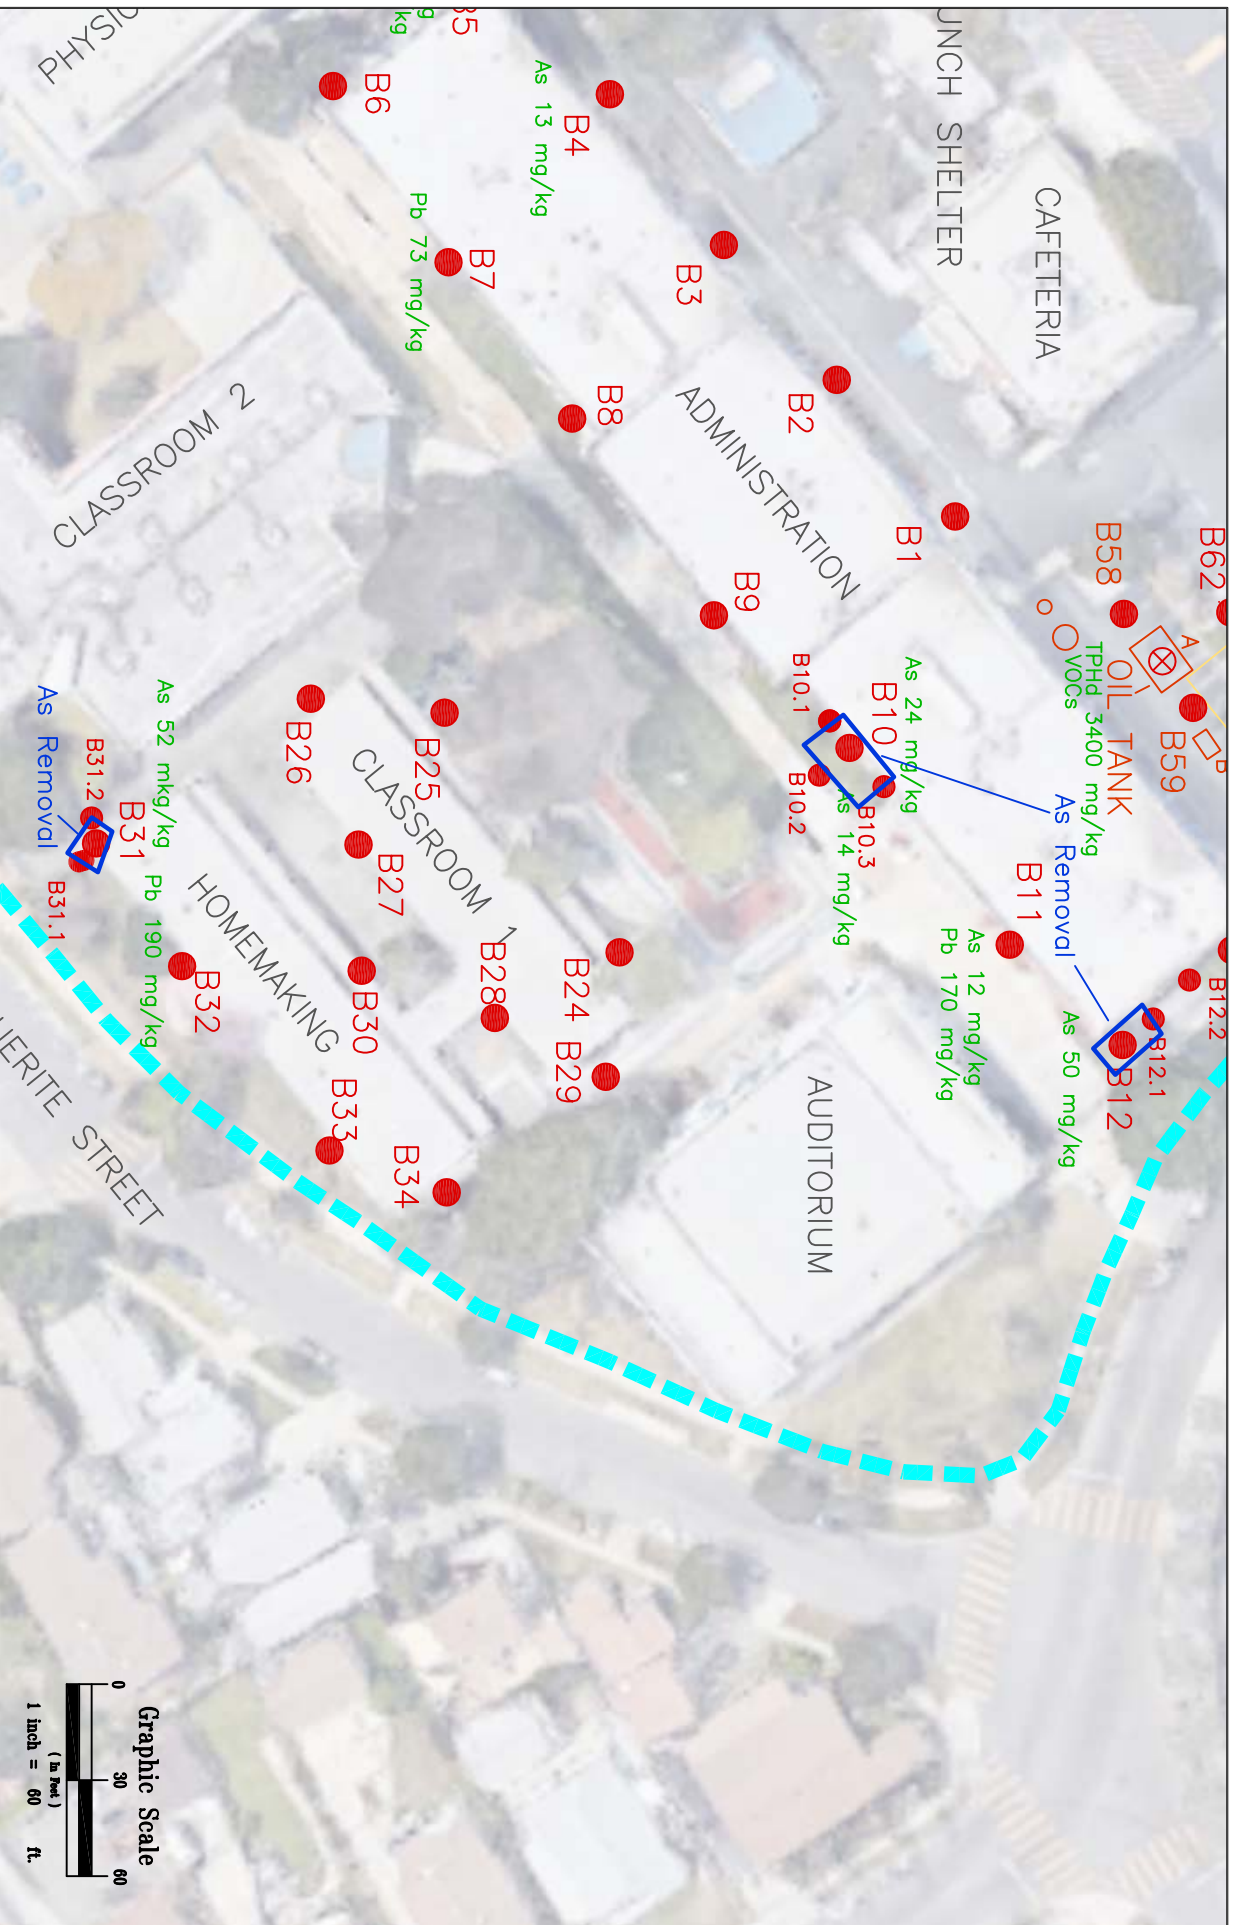 B62
B58
A
OIL TANK
TPHd 3400 mg/kg
VOCs
B59
B
B12.2
B12.1
B12
As 50 mg/kg
As Removal
B11
As 12 mg/kg
Pb 170 mg/kg
CAFETERIA
UNCH SHELTER
B1
B2
B3
B4
As 13 mg/kg
B6
B7
Pb 73 mg/kg
B8
ADMINISTRATION
B9
As 24 mg/kg
B10
B10.1
B10.2
B10.3
As 14 mg/kg
AUDITORIUM
PHYSIC
CLASSROOM 2
B24
B25
B26
CLASSROOM 1
B27
B28
B29
B30
HOMEMAKING
As 52 mkg/kg
B31
B31.2
B31.1
As Removal
Pb 190 mg/kg
B32
B33
B34
ERITE STREET
Graphic Scale
0 30 60
( In Feet )
1 inch = 60 ft.